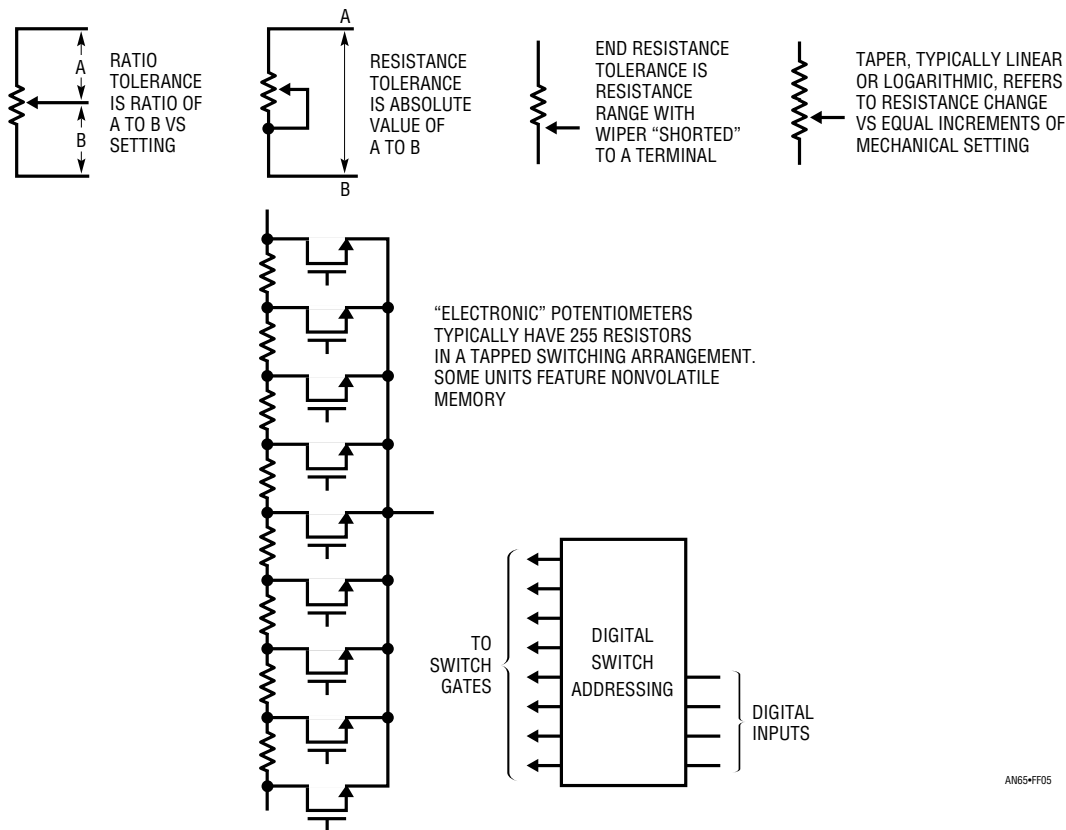 A
B
RATIO
TOLERANCE
IS RATIO OF
A TO B VS
SETTING
A
B
RESISTANCE
TOLERANCE
IS ABSOLUTE
VALUE OF
A TO B
END RESISTANCE
TOLERANCE IS
RESISTANCE
RANGE WITH
WIPER “SHORTED”
TO A TERMINAL
TAPER, TYPICALLY LINEAR
OR LOGARITHMIC, REFERS
TO RESISTANCE CHANGE
VS EQUAL INCREMENTS OF
MECHANICAL SETTING
“ELECTRONIC” POTENTIOMETERS
TYPICALLY HAVE 255 RESISTORS
IN A TAPPED SWITCHING ARRANGEMENT.
SOME UNITS FEATURE NONVOLATILE
MEMORY
TO
SWITCH
GATES
DIGITAL
SWITCH
ADDRESSING
DIGITAL
INPUTS
AN65•FF05